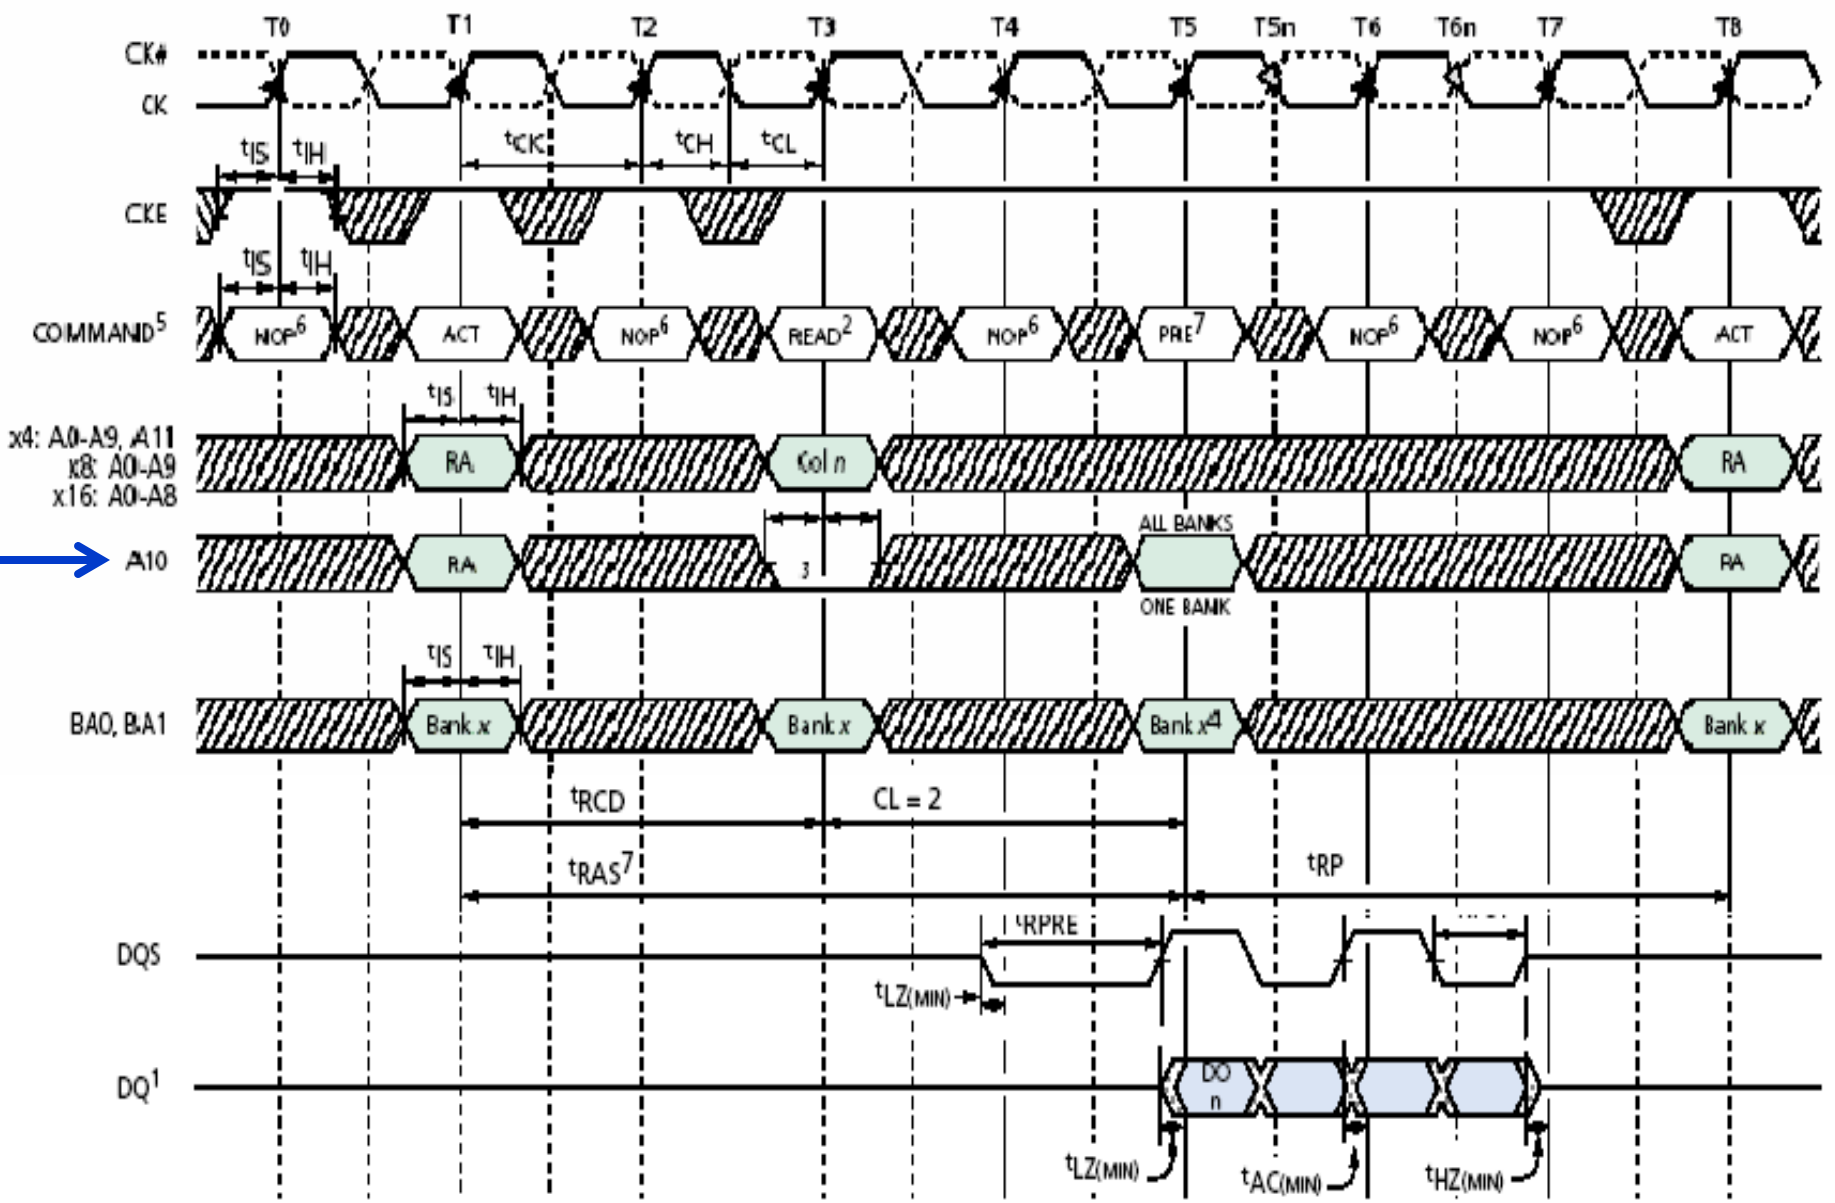 T0 T1 T2 T3 T4 T5 T5n T6 T6n T7 T8
CK#
CK
tCK tCH tCL
tIS tIH
CKE
tIS tIH
COMMAND5 NOP6 ACT NOP6 READ2 NOP6 PRE7 NOP6 NOP6 ACT
tIS tIH
x4: A0-A9, A11
x8: A0-A9
x16: A0-A8
RA Col n RA
ALL BANKS
A10 RA 3 RA
ONE BANK
tIS tIH
BA0, BA1 Bank x Bank x Bank x4 Bank x
tRCD CL = 2
tRAS7 tRP
tRPRE
DQS
tLZ(MIN)
DQ1 DO
n
tLZ(MIN) tAC(MIN) tHZ(MIN)